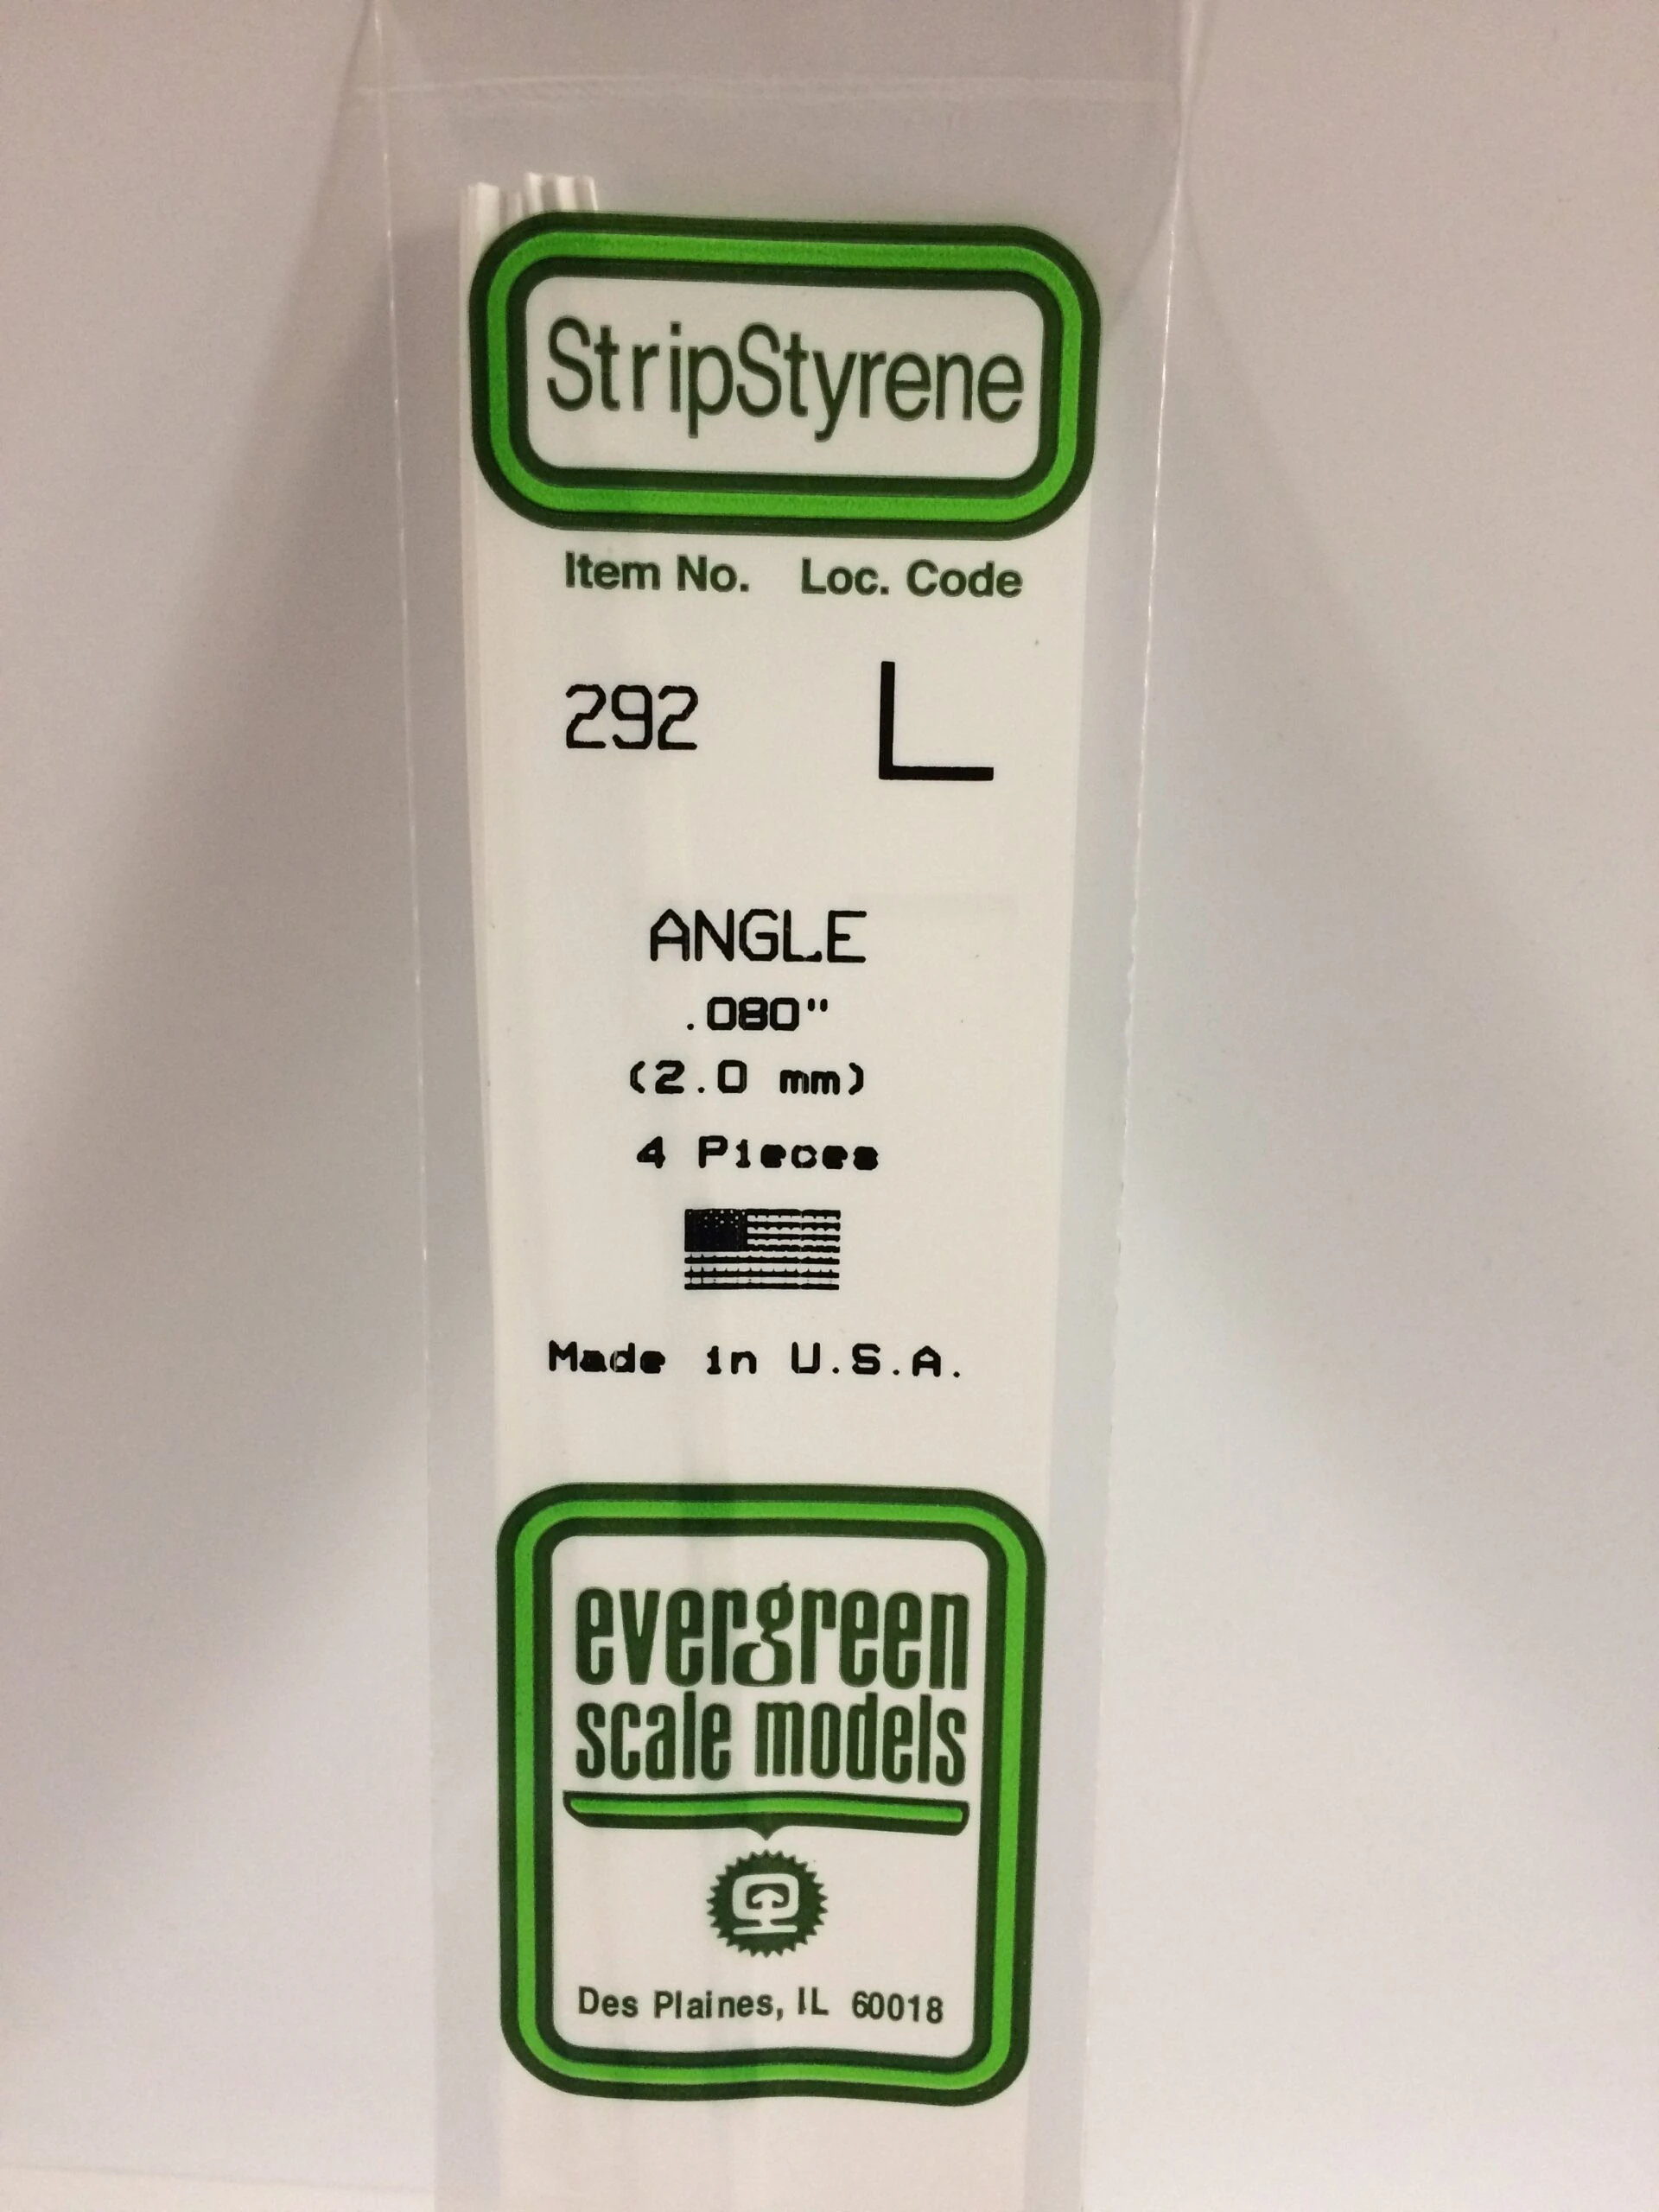 StripStyrene
Item No. Loc. Code
292 L
ANGLE
.080"
(2.0 mm)
4 Pieces
Made in U.S.A.
evergreen
scale models
Des Plaines, IL 60018